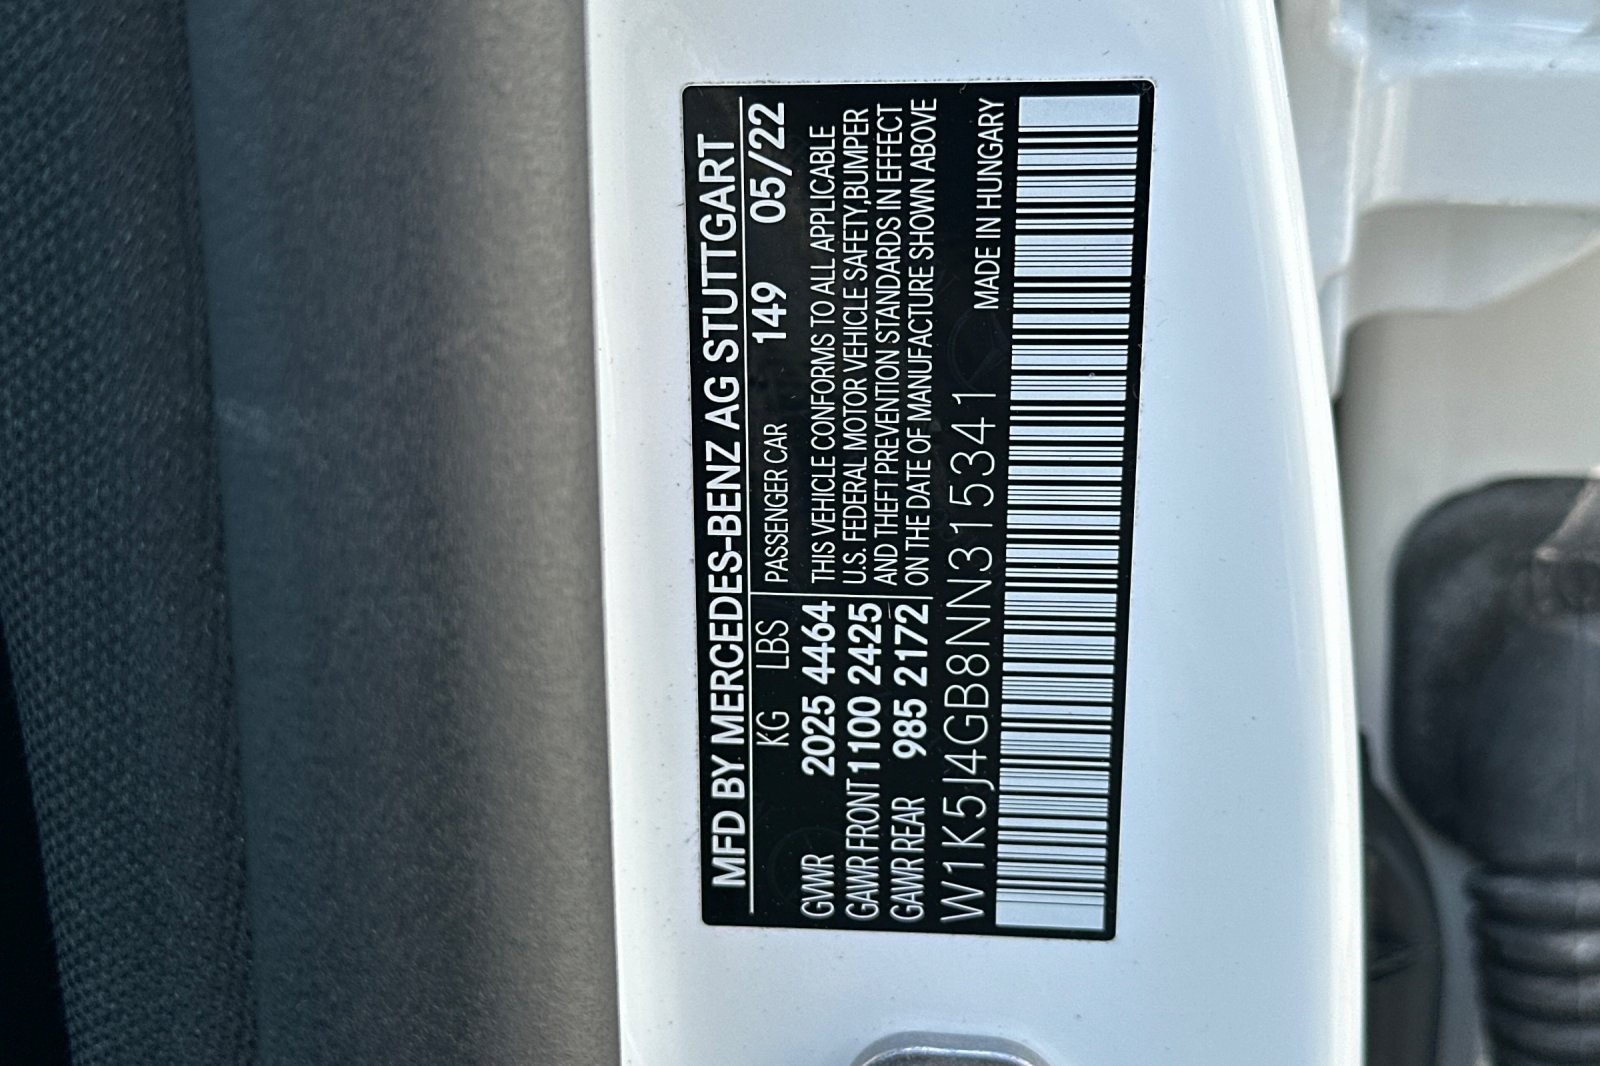 MFD BY MERCEDES-BENZ AG STUTTGART
KG LBS PASSENGER CAR 149 05/22
GVWR 2025 4464 THIS VEHICLE CONFORMS TO ALL APPLICABLE
GAWR FRONT 1100 2425 U.S. FEDERAL MOTOR VEHICLE SAFETY,BUMPER
GAWR REAR 985 2172 AND THEFT PREVENTION STANDARDS IN EFFECT
ON THE DATE OF MANUFACTURE SHOWN ABOVE
W1K5J4GB8NN315341 MADE IN HUNGARY